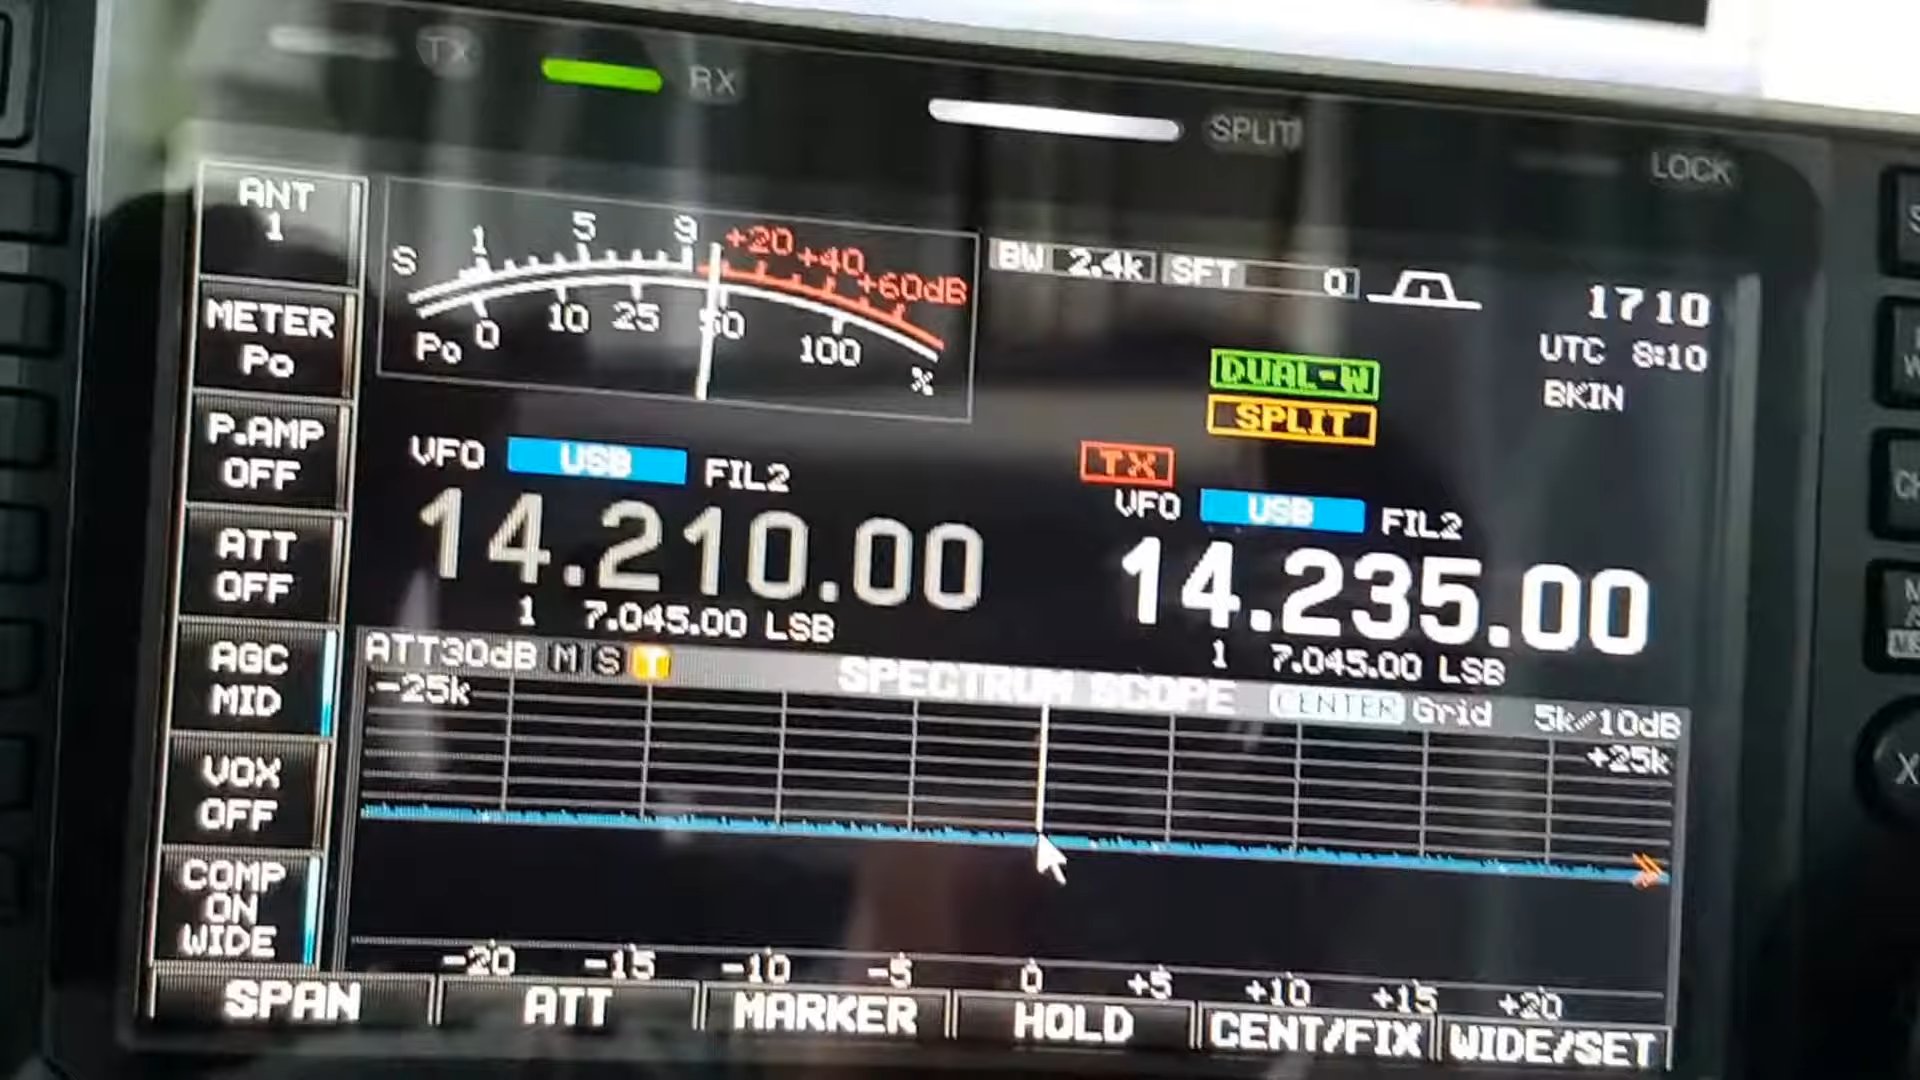 TX RX SPLIT LOCK
ANT
1
METER
Po
P.AMP
OFF
ATT
OFF
AGC
MID
VOX
OFF
COMP
ON
WIDE
S 1 5 9 +20 +40 +60dB
Po 0 10 25 50 100 %
BW 2.4k SFT 0
17 10
UTC 8:10
BKIN
DUAL-W
SPLIT
TX
VFO USB FIL2
14.210.00
1 7.045.00 LSB
VFO USB FIL2
14.235.00
1 7.045.00 LSB
ATT30dB M S T SPECTRUM SCOPE CENTER Grid 5k/10dB
-25k +25k
-20 -15 -10 -5 0 +5 +10 +15 +20
SPAN ATT MARKER HOLD CENT/FIX WIDE/SET